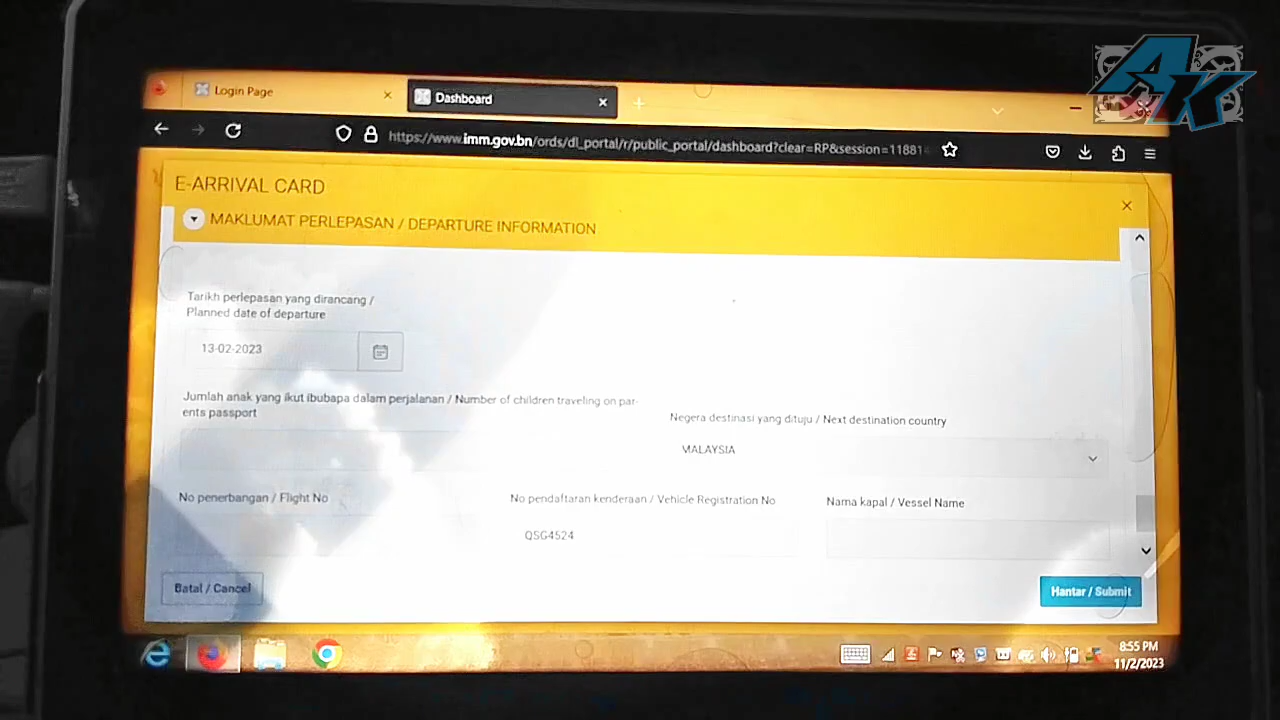 AK
Login Page
Dashboard
https://www.imm.gov.bn/ords/dl_portal/r/public_portal/dashboard?clear=RP&session=11881
E-ARRIVAL CARD
MAKLUMAT PERLEPASAN / DEPARTURE INFORMATION
Tarikh perlepasan yang dirancang /
Planned date of departure
13-02-2023
Jumlah anak yang ikut ibubapa dalam perjalanan / Number of children traveling on par-
ents passport
Negera destinasi yang dituju / Next destination country
MALAYSIA
No penerbangan / Flight No
No pendaftaran kenderaan / Vehicle Registration No
Nama kapal / Vessel Name
QSG4524
Batal / Cancel
Hantar / Submit
8:55 PM
11/2/2023